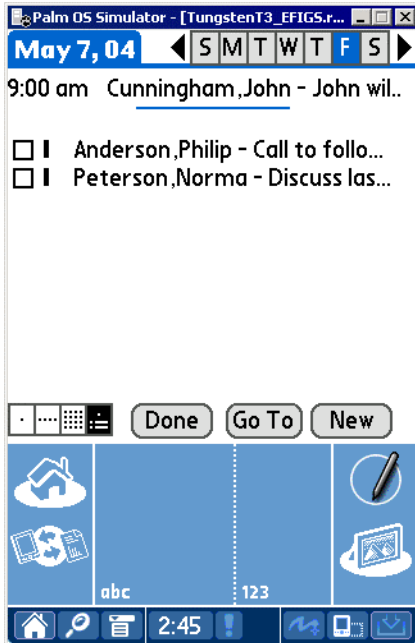 Palm OS Simulator - [TungstenT3_EFIGS.r...
May 7, 04 S M T W T F S
9:00 am Cunningham,John - John wil..
Anderson,Philip - Call to follo...
Peterson,Norma - Discuss las...
Done Go To New
abc 123
2:45 !